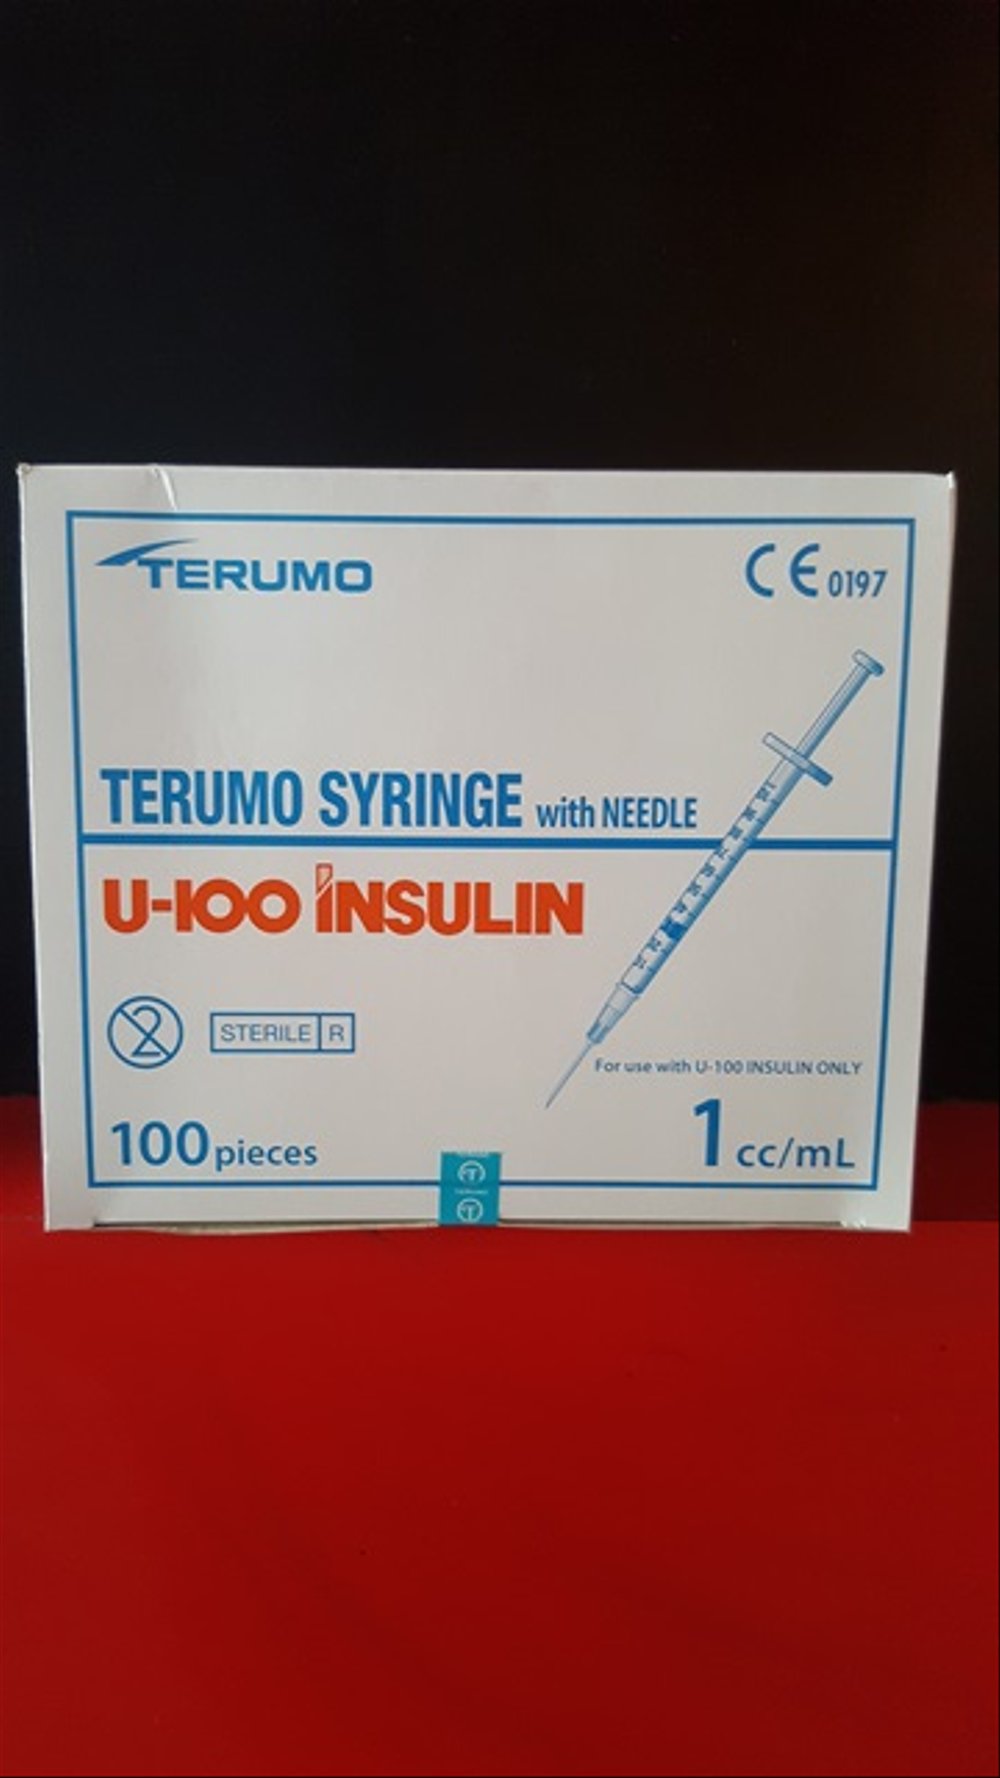 TERUMO
CE 0197
TERUMO SYRINGE with NEEDLE
U-100 INSULIN
2
STERILE R
For use with U-100 INSULIN ONLY
100 pieces
1 cc/mL